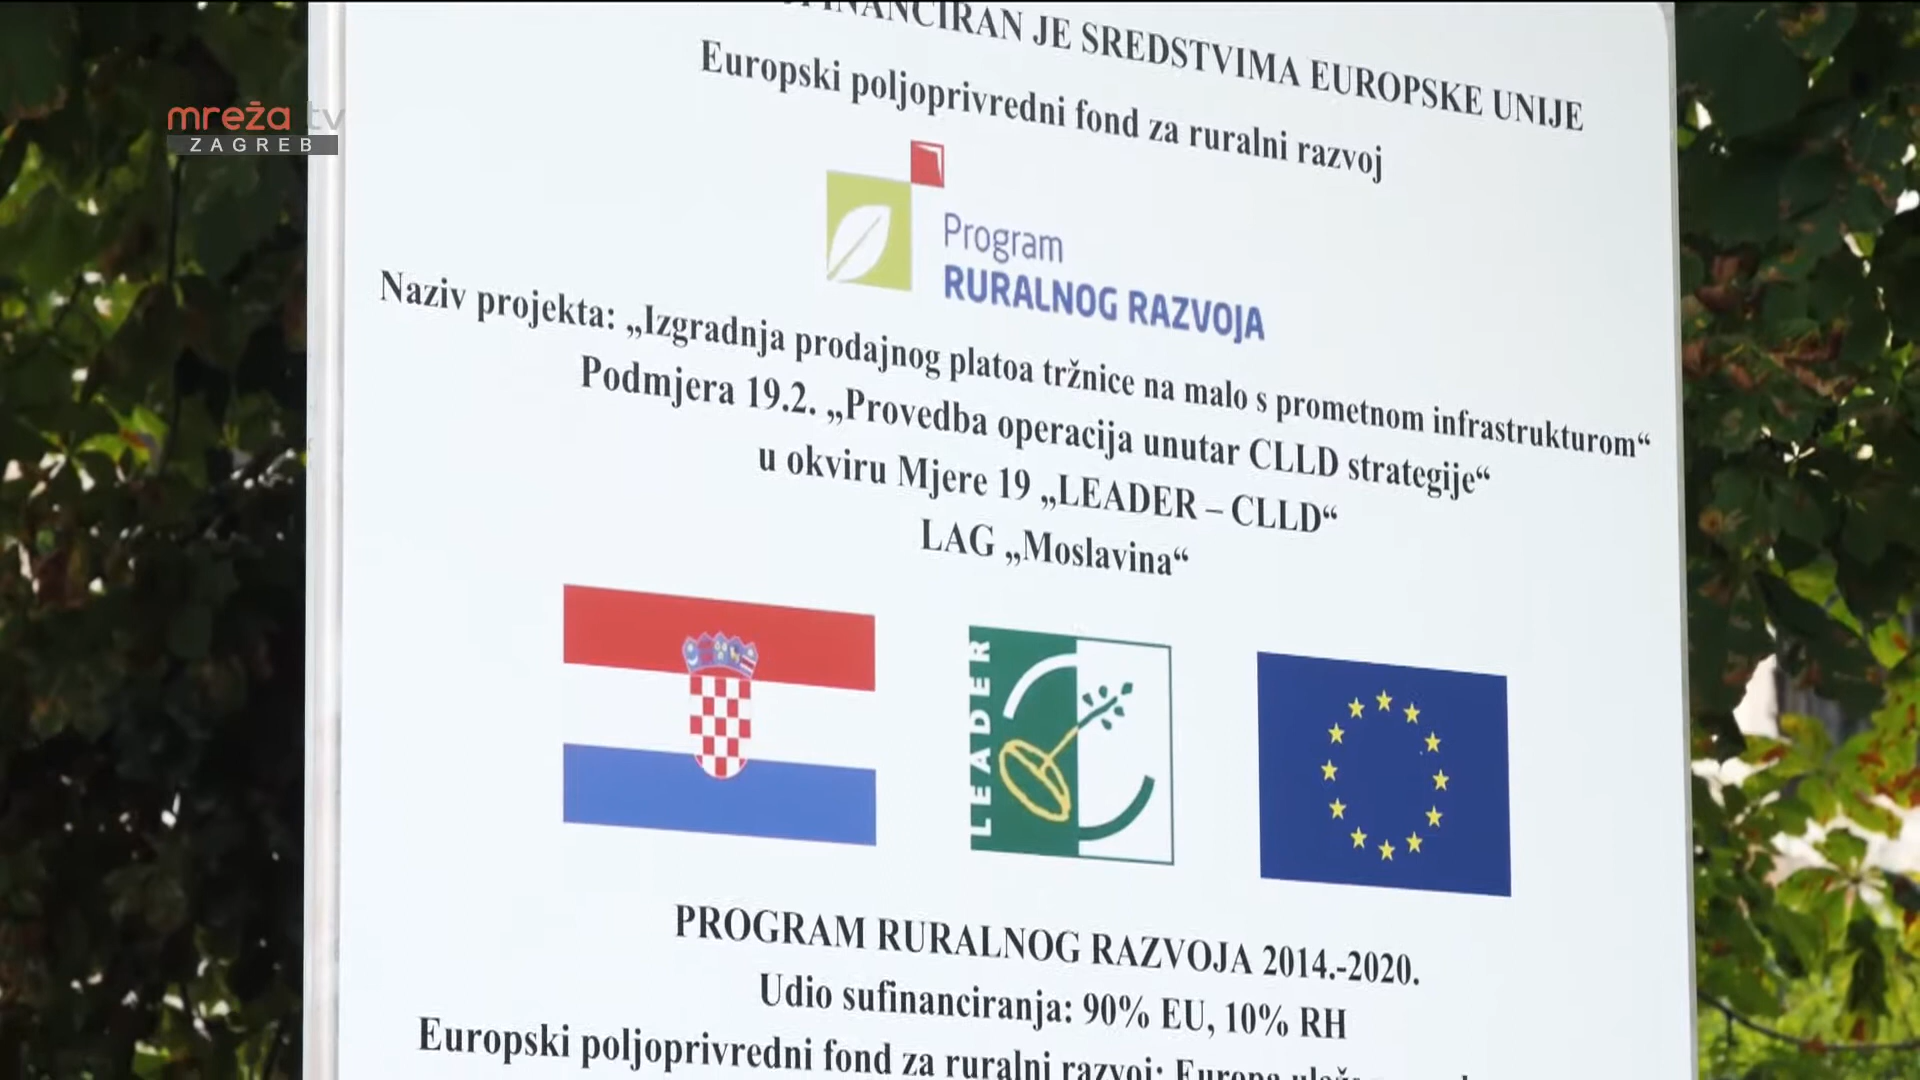 mreža tv
ZAGREB
JE SREDSTVIMA EUROPSKE UNIJE
Europski poljoprivredni fond za ruralni razvoj
Program
RURALNOG RAZVOJA
Naziv projekta: „Izgradnja prodajnog platoa tržnice na malo s prometnom infrastrukturom“
Podmjera 19.2. „Provedba operacija unutar CLLD strategije“
u okviru Mjere 19 „LEADER – CLLD“
LAG „Moslavina“
LEADER
PROGRAM RURALNOG RAZVOJA 2014.-2020.
Udio sufinanciranja: 90% EU, 10% RH
Europski poljoprivredni fond za ruralni razvoj: Europa